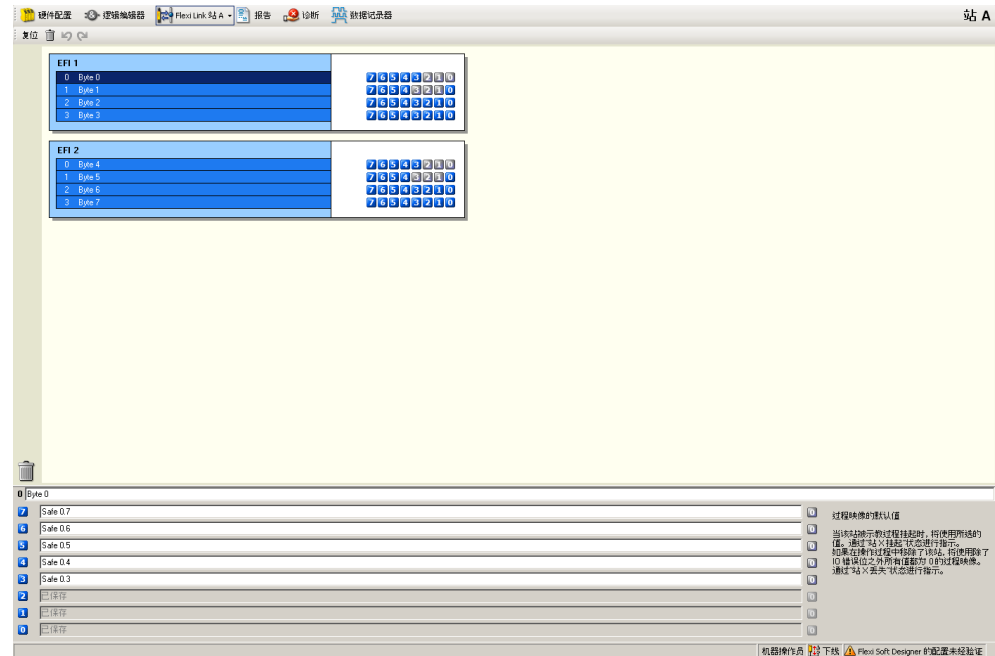 硬件配置 逻辑编辑器 Flexi Link 站 A 报告 诊断 数据记录器 站 A
复位
EFI 1
0 Byte 0 7 6 5 4 3 2 1 0
1 Byte 1 7 6 5 4 3 2 1 0
2 Byte 2 7 6 5 4 3 2 1 0
3 Byte 3 7 6 5 4 3 2 1 0
EFI 2
0 Byte 4 7 6 5 4 3 2 1 0
1 Byte 5 7 6 5 4 3 2 1 0
2 Byte 6 7 6 5 4 3 2 1 0
3 Byte 7 7 6 5 4 3 2 1 0
0 Byte 0
7 Safe 0.7 0
6 Safe 0.6 0
5 Safe 0.5 0
4 Safe 0.4 0
3 Safe 0.3 0
2 已保存 0
1 已保存 0
0 已保存 0
过程映像的默认值
当该站被示教过程挂起时，将使用所选的
值。通过"站 X 挂起"状态进行指示。
如果在操作过程中移除了该站，将使用除了
IO 错误位之外所有值都为 0的过程映像。
通过"站 X 丢失"状态进行指示。
机器操作员 下线 Flexi Soft Designer 的配置未经验证